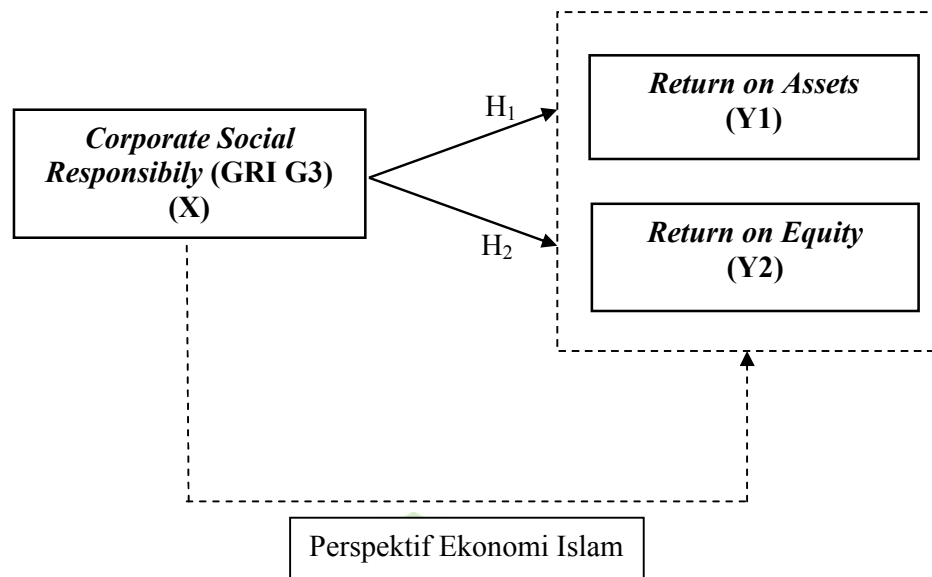 Return on Assets
(Y1)
H₁
Corporate Social
Responsibily (GRI G3)
(X)
H₂
Return on Equity
(Y2)
Perspektif Ekonomi Islam